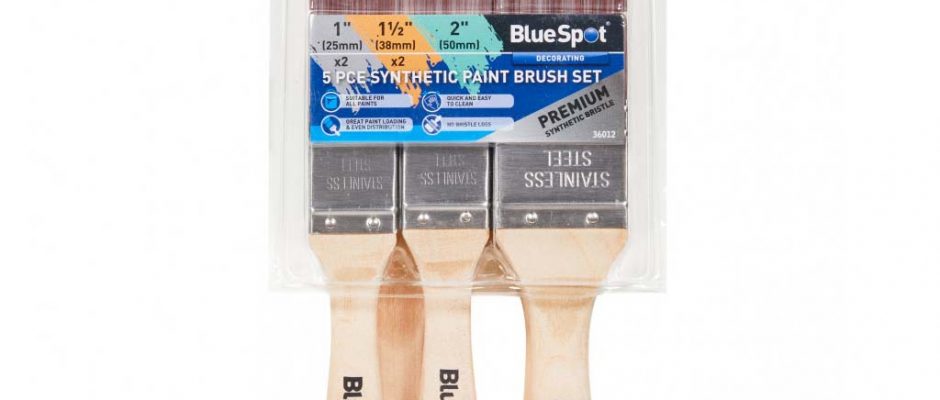 1" 1½" 2" BlueSpot
(25mm) (38mm) (50mm)
DECORATING
x2 x2
5 PCE SYNTHETIC PAINT BRUSH SET
SUITABLE FOR
ALL PAINTS
QUICK AND EASY
TO CLEAN
GREAT PAINT LOADING
& EVEN DISTRIBUTION
NO BRISTLE LOSS
PREMIUM
SYNTHETIC BRISTLE
36012
STAINLESS
STEEL
STAINLESS
STEEL
STAINLESS
STEEL
Blu
Blu